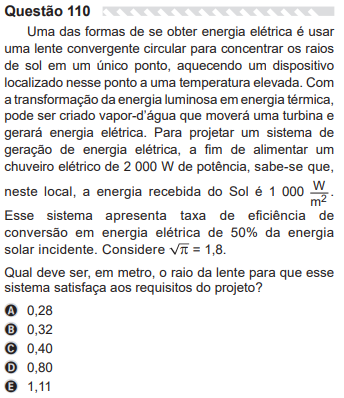 Questão 110
Uma das formas de se obter energia elétrica é usar
uma lente convergente circular para concentrar os raios
de sol em um único ponto, aquecendo um dispositivo
localizado nesse ponto a uma temperatura elevada. Com
a transformação da energia luminosa em energia térmica,
pode ser criado vapor-d’água que moverá uma turbina e
gerará energia elétrica. Para projetar um sistema de
geração de energia elétrica, a fim de alimentar um
chuveiro elétrico de 2 000 W de potência, sabe-se que,
neste local, a energia recebida do Sol é 1 000 W/m².
Esse sistema apresenta taxa de eficiência de
conversão em energia elétrica de 50% da energia
solar incidente. Considere √π = 1,8.
Qual deve ser, em metro, o raio da lente para que esse
sistema satisfaça aos requisitos do projeto?
A 0,28
B 0,32
C 0,40
D 0,80
E 1,11